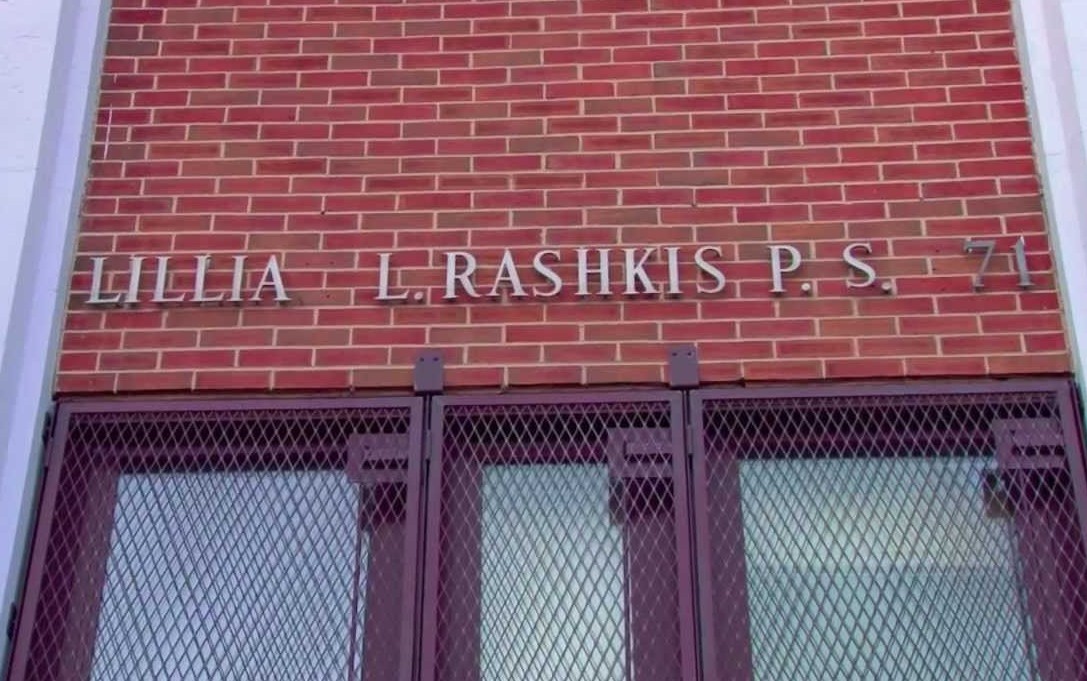 LILLIA L. RASHKIS P. S. 71